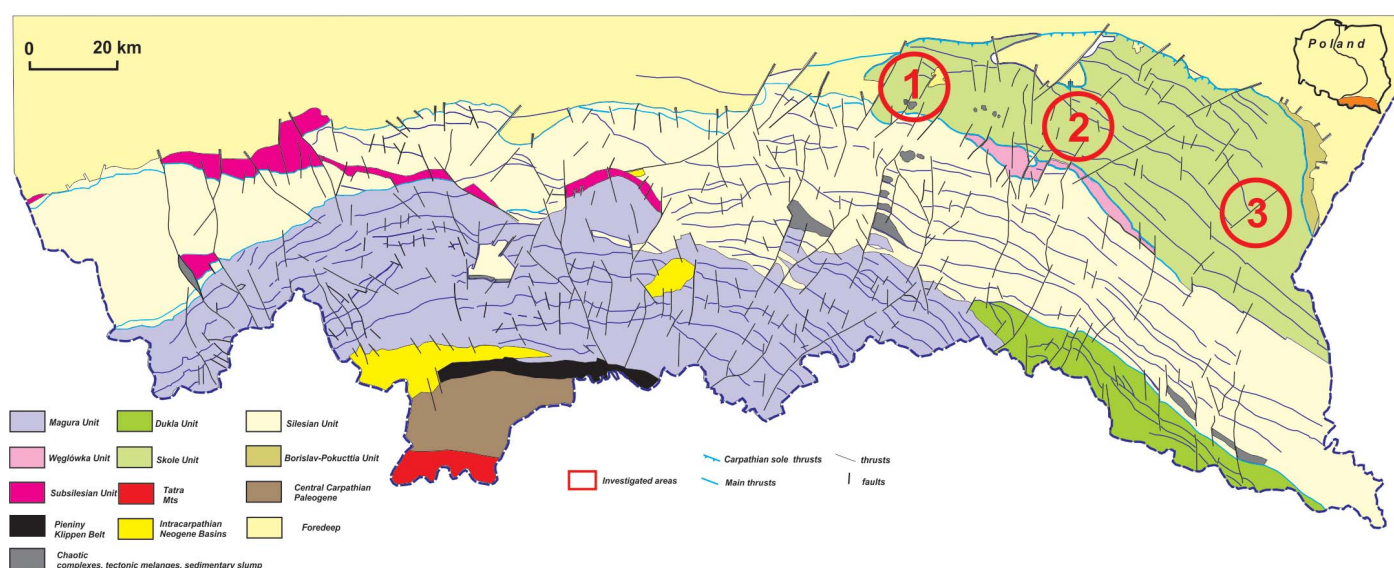 0 20 km
Poland
1
2
3
Magura Unit
Dukla Unit
Silesian Unit
Węglówka Unit
Skole Unit
Borislav-Pokucttia Unit
Subsilesian Unit
Tatra
Mts
Central Carpathian
Paleogene
Pieniny
Klippen Belt
Intracarpathian
Neogene Basins
Foredeep
Chaotic
complexes, tectonic melanges, sedimentary slump
Investigated areas
Carpathian sole thrusts
Main thrusts
thrusts
faults